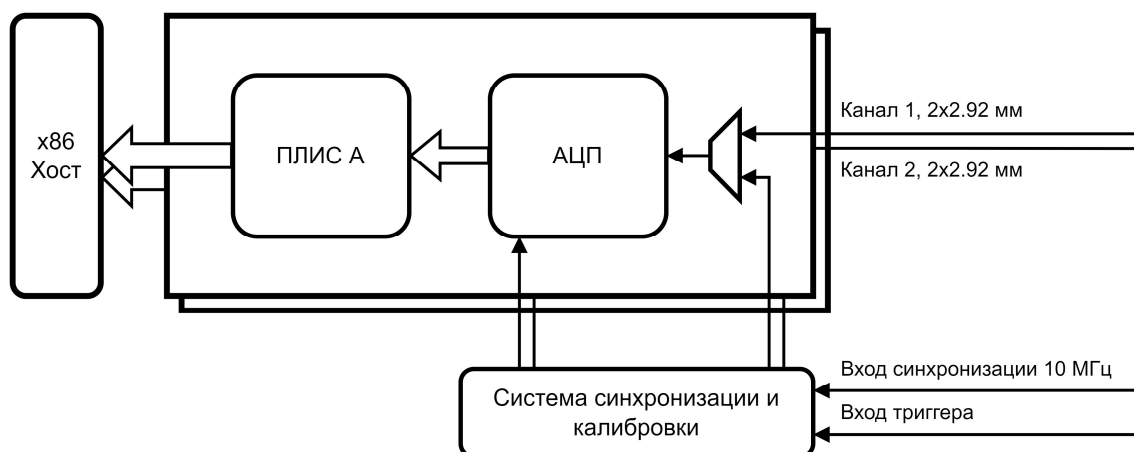 x86
Хост
ПЛИС А
АЦП
Канал 1, 2x2.92 мм
Канал 2, 2x2.92 мм
Система синхронизации и
калибровки
Вход синхронизации 10 МГц
Вход триггера